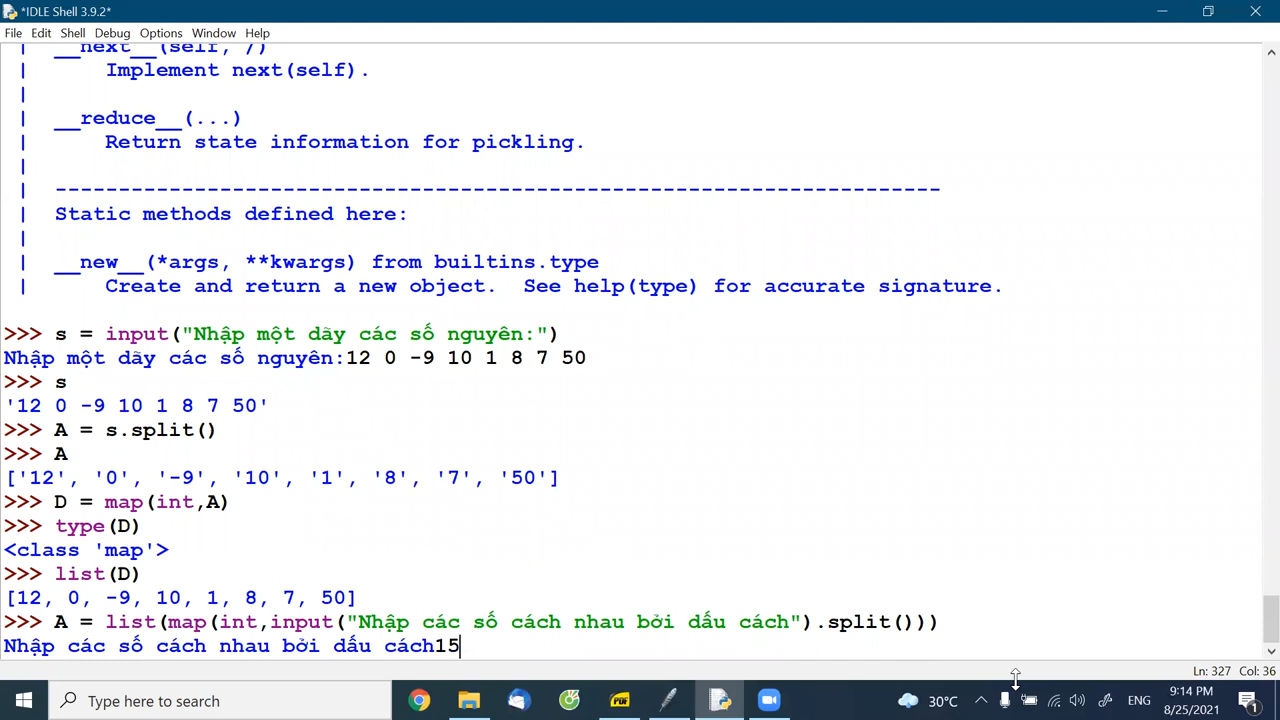 *IDLE Shell 3.9.2*
File Edit Shell Debug Options Window Help
| __next__(self, /)
| Implement next(self).
|
| __reduce__(...)
| Return state information for pickling.
|
| ----------------------------------------------------------------------
| Static methods defined here:
|
| __new__(*args, **kwargs) from builtins.type
| Create and return a new object. See help(type) for accurate signature.
>>> s = input("Nhập một dãy các số nguyên:")
Nhập một dãy các số nguyên:12 0 -9 10 1 8 7 50
>>> s
'12 0 -9 10 1 8 7 50'
>>> A = s.split()
>>> A
['12', '0', '-9', '10', '1', '8', '7', '50']
>>> D = map(int,A)
>>> type(D)
<class 'map'>
>>> list(D)
[12, 0, -9, 10, 1, 8, 7, 50]
>>> A = list(map(int,input("Nhập các số cách nhau bởi dấu cách").split()))
Nhập các số cách nhau bởi dấu cách15
Ln: 327 Col: 36
Type here to search
PDF
30°C
ENG
9:14 PM
8/25/2021
1